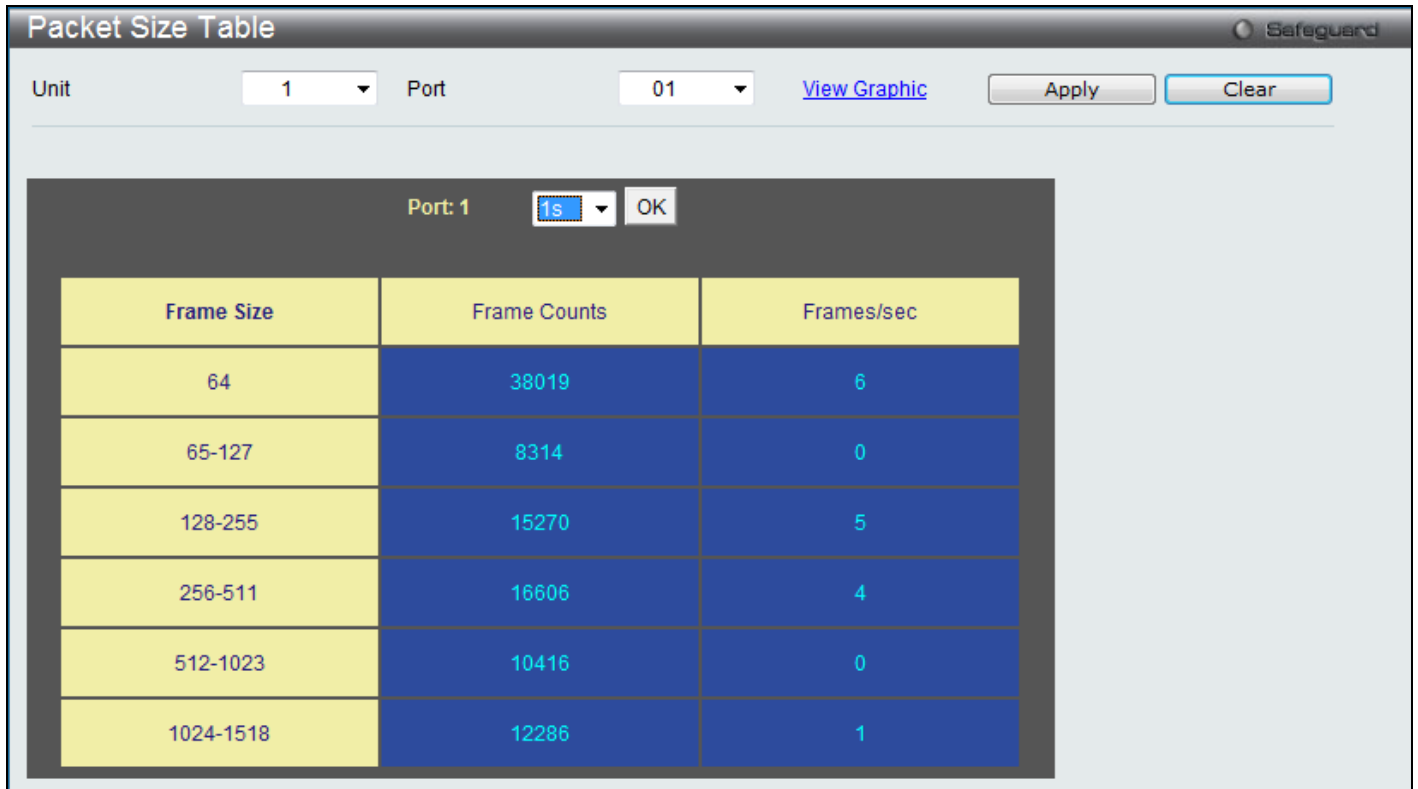 Packet Size Table Safeguard
Unit 1 Port 01 View Graphic Apply Clear
Port: 1 1s OK
Frame Size Frame Counts Frames/sec
64 38019 6
65-127 8314 0
128-255 15270 5
256-511 16606 4
512-1023 10416 0
1024-1518 12286 1